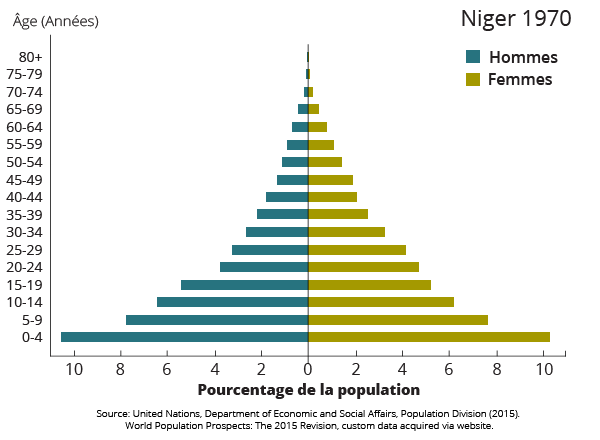 Âge (Années)
Niger 1970
Hommes
Femmes
80+
75-79
70-74
65-69
60-64
55-59
50-54
45-49
40-44
35-39
30-34
25-29
20-24
15-19
10-14
5-9
0-4
10 8 6 4 2 0 2 4 6 8 10
Pourcentage de la population
Source: United Nations, Department of Economic and Social Affairs, Population Division (2015).
World Population Prospects: The 2015 Revision, custom data acquired via website.